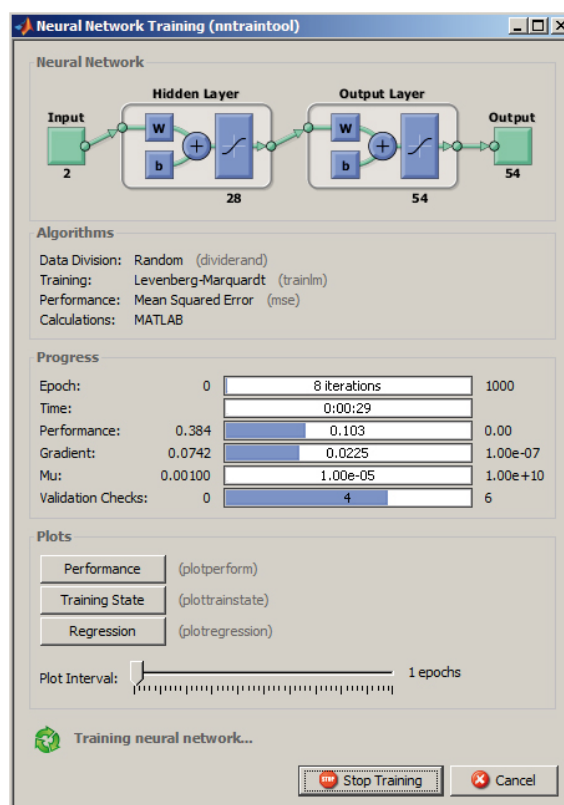 Neural Network Training (nntraintool)
Neural Network
Hidden Layer Output Layer
Input Output
W W
b b
2 28 54 54
Algorithms
Data Division: Random (dividerand)
Training: Levenberg-Marquardt (trainlm)
Performance: Mean Squared Error (mse)
Calculations: MATLAB
Progress
Epoch: 0 8 iterations 1000
Time: 0:00:29
Performance: 0.384 0.103 0.00
Gradient: 0.0742 0.0225 1.00e-07
Mu: 0.00100 1.00e-05 1.00e+10
Validation Checks: 0 4 6
Plots
Performance (plotperform)
Training State (plottrainstate)
Regression (plotregression)
Plot Interval: 1 epochs
Training neural network...
STOP Stop Training Cancel